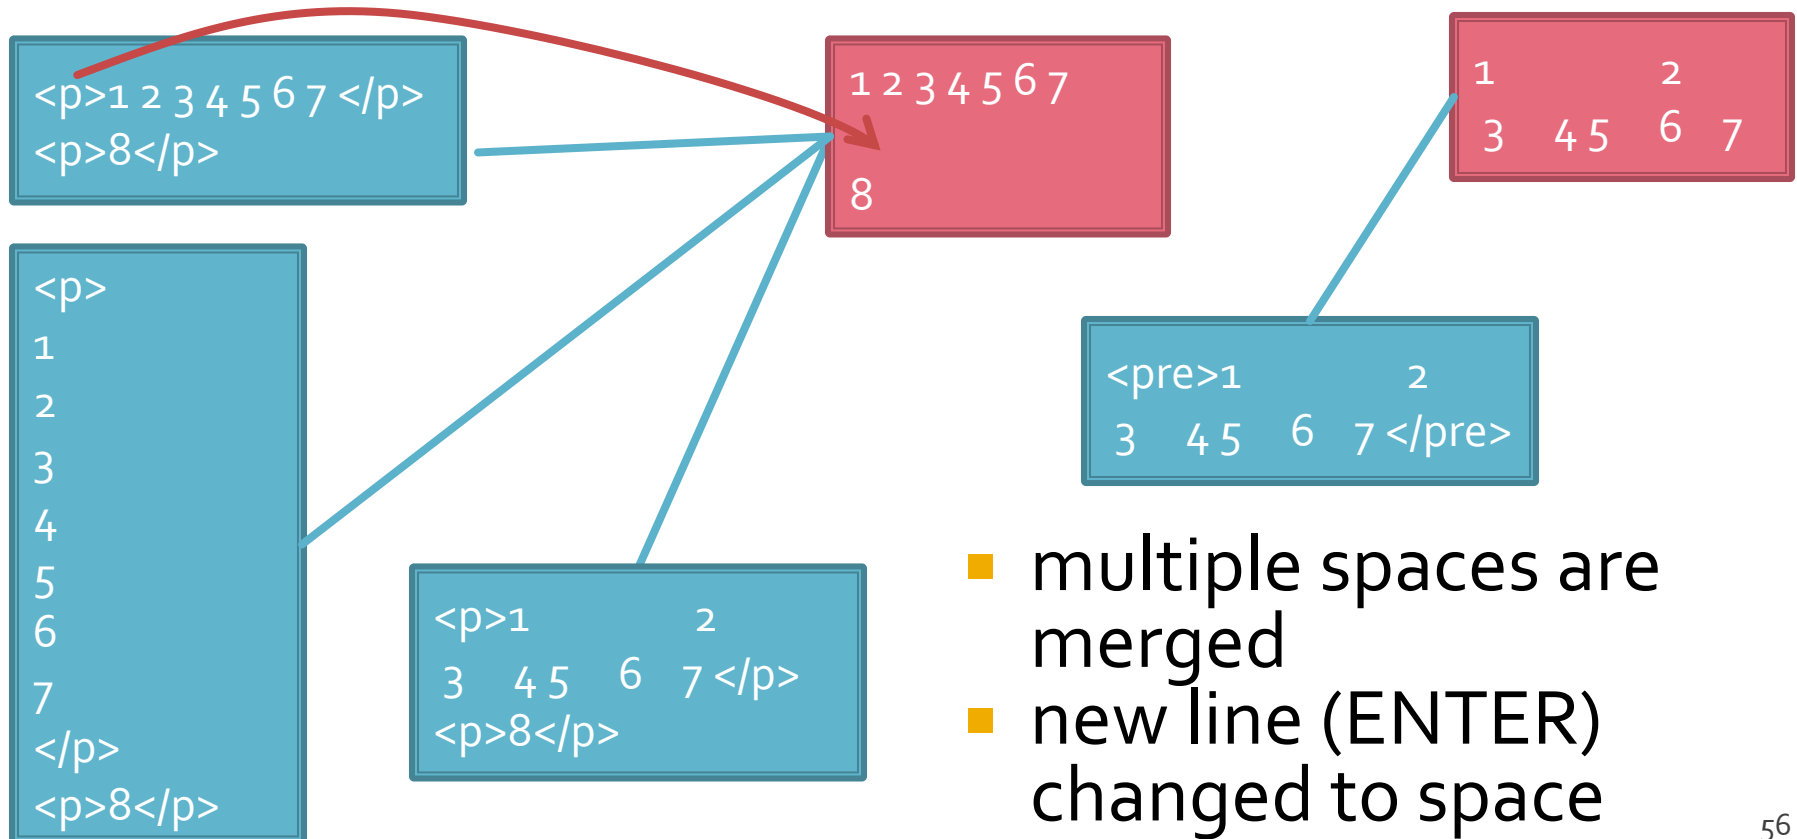 <p>1 2 3 4 5 6 7 </p>
<p>8</p>
1 2 3 4 5 6 7
8
1 2
3 4 5 6 7
<p>
1
2
3
4
5
6
7
</p>
<p>8</p>
<p>1 2
3 4 5 6 7 </p>
<p>8</p>
<pre>1 2
3 4 5 6 7 </pre>
multiple spaces are
merged
new line (ENTER)
changed to space
56